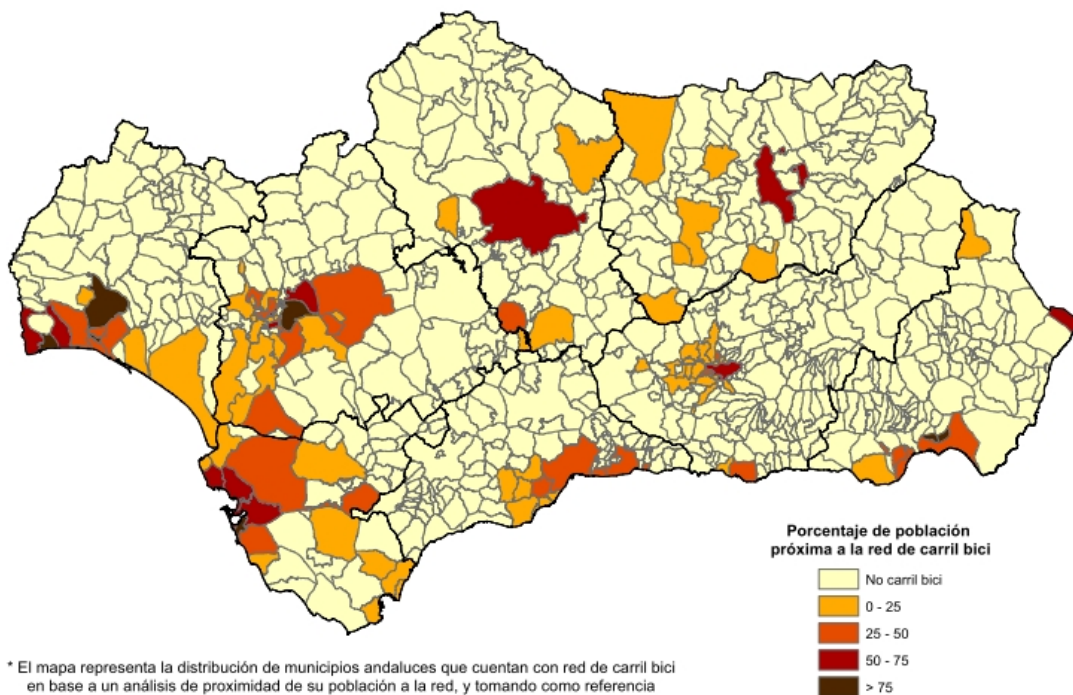 Porcentaje de población
próxima a la red de carril bici
No carril bici
0 - 25
25 - 50
50 - 75
> 75
* El mapa representa la distribución de municipios andaluces que cuentan con red de carril bici
en base a un análisis de proximidad de su población a la red, y tomando como referencia